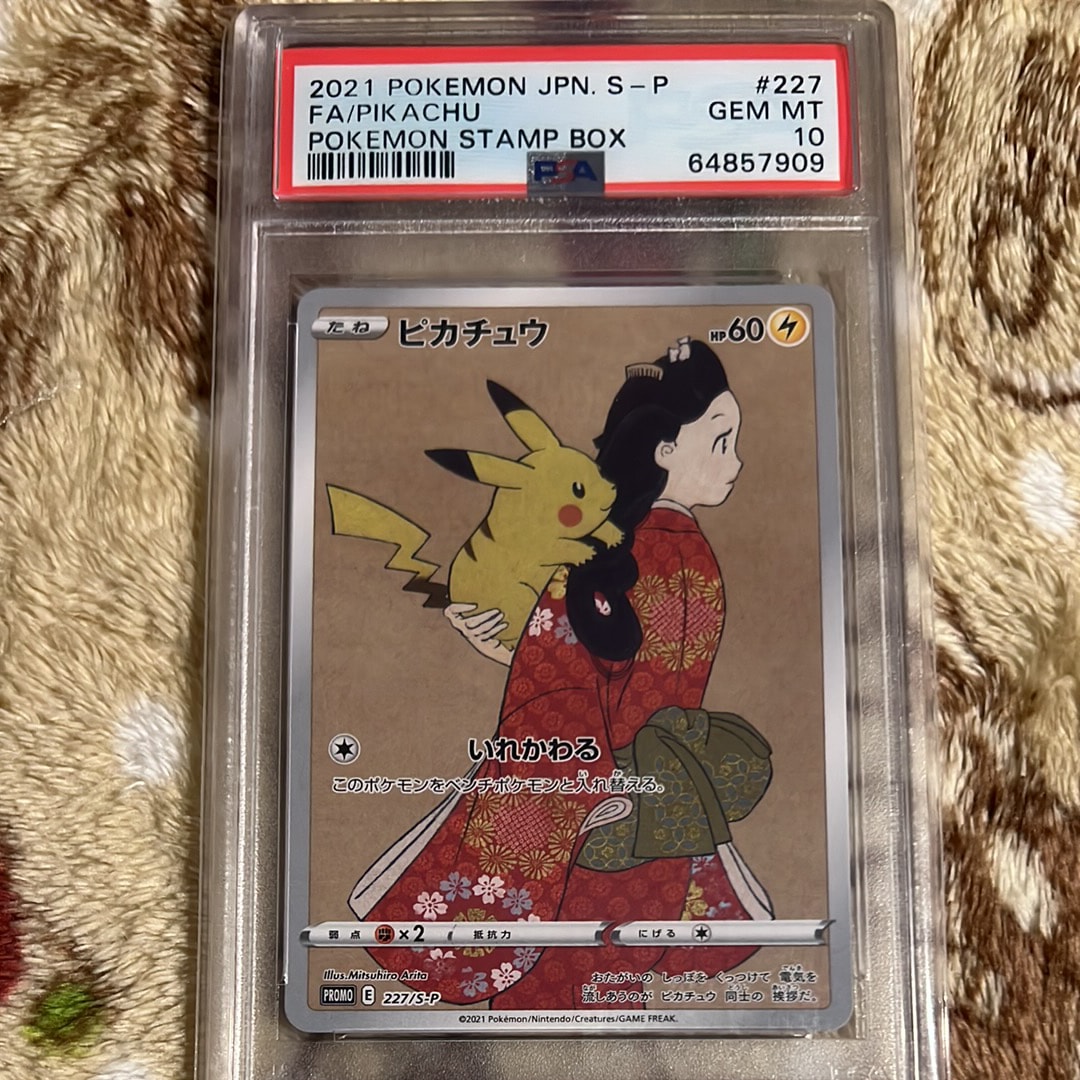 2021 POKEMON JPN. S-P #227
FA/PIKACHU GEM MT
POKEMON STAMP BOX 10
64857909
PSA
たね ピカチュウ HP60
いれかわる
このポケモンをベンチポケモンと入れ替える。
弱点 ×2 抵抗力 にげる
Illus.Mitsuhiro Arita
おたがいの しっぽを くっつけて 電気を
流しあうのが ピカチュウ 同士の 挨拶だ。
PROMO E 227/S-P
©2021 Pokémon/Nintendo/Creatures/GAME FREAK.